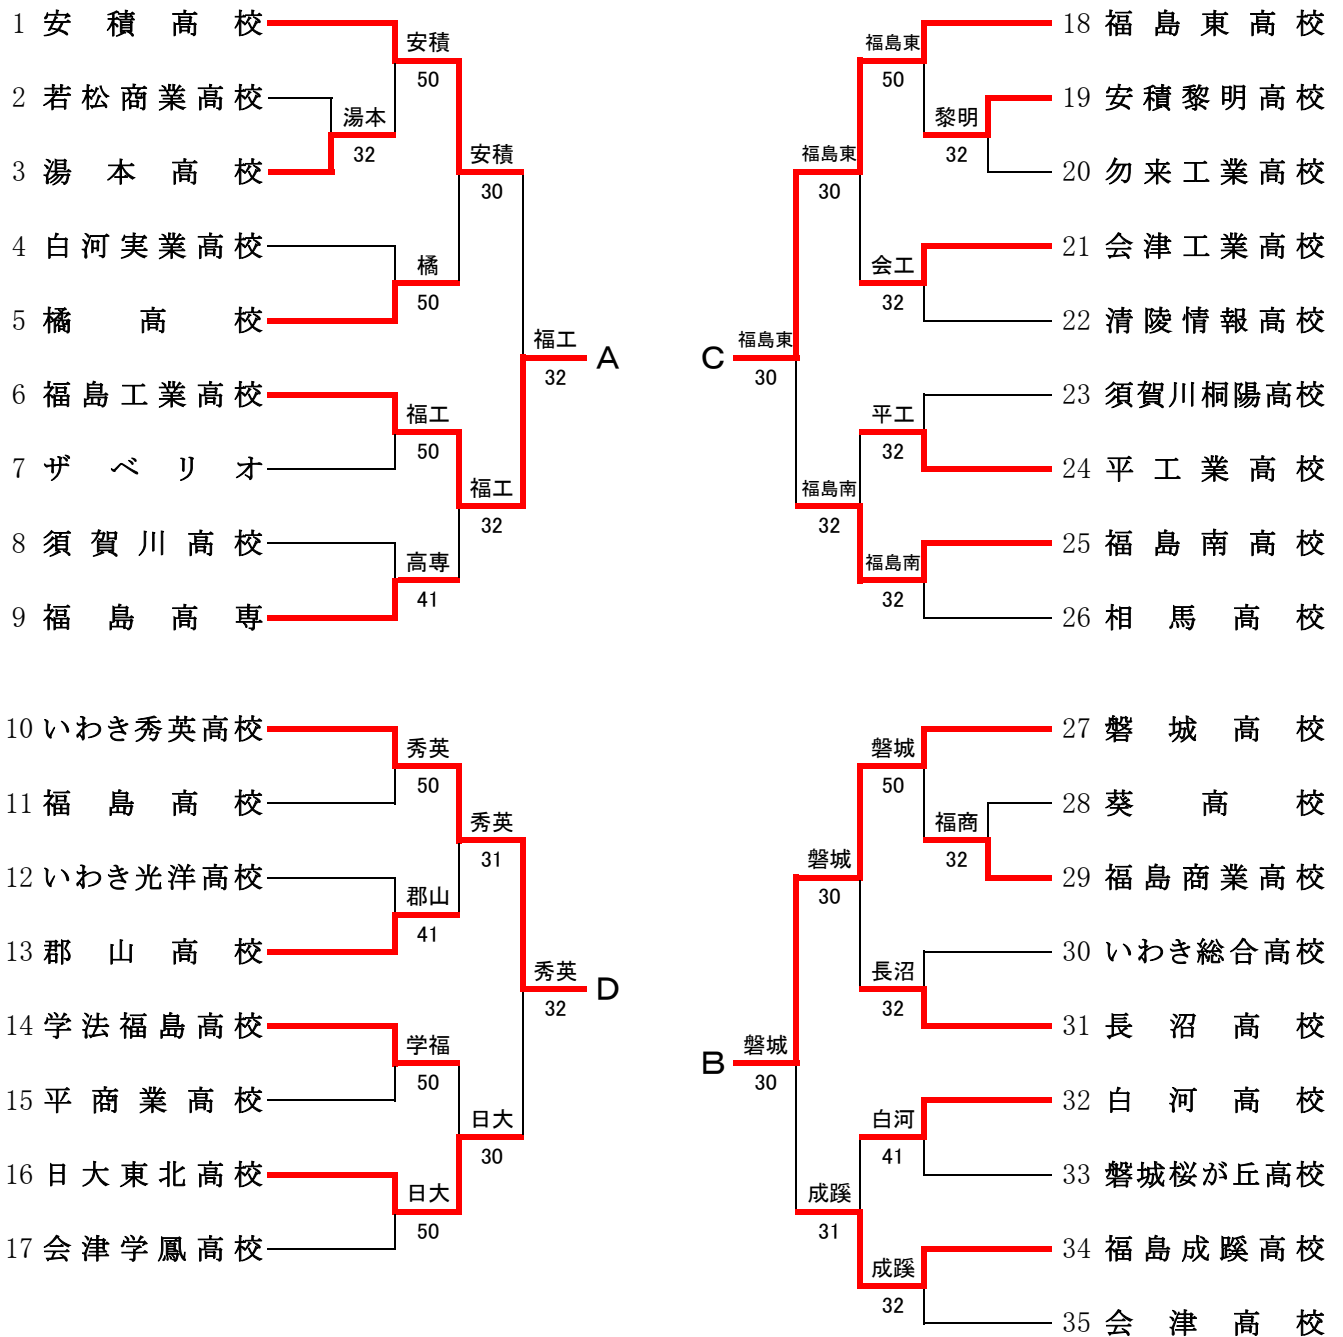 1 安積高校
2 若松商業高校
3 湯本高校
4 白河実業高校
5 橘高校
6 福島工業高校
7 ザベリオ
8 須賀川高校
9 福島高専
湯本
32
安積
50
橘
50
福工
50
高専
41
安積
30
福工
32
福工
32
A
18 福島東高校
19 安積黎明高校
20 勿来工業高校
21 会津工業高校
22 清陵情報高校
23 須賀川桐陽高校
24 平工業高校
25 福島南高校
26 相馬高校
黎明
32
福島東
50
会工
32
平工
32
福島南
32
福島東
30
福島南
32
福島東
30
C
10 いわき秀英高校
11 福島高校
12 いわき光洋高校
13 郡山高校
14 学法福島高校
15 平商業高校
16 日大東北高校
17 会津学鳳高校
秀英
50
郡山
41
学福
50
日大
50
秀英
31
日大
30
秀英
32
D
27 磐城高校
28 葵高校
29 福島商業高校
30 いわき総合高校
31 長沼高校
32 白河高校
33 磐城桜が丘高校
34 福島成蹊高校
35 会津高校
福商
32
磐城
50
長沼
32
白河
41
成蹊
32
磐城
30
成蹊
31
磐城
30
B